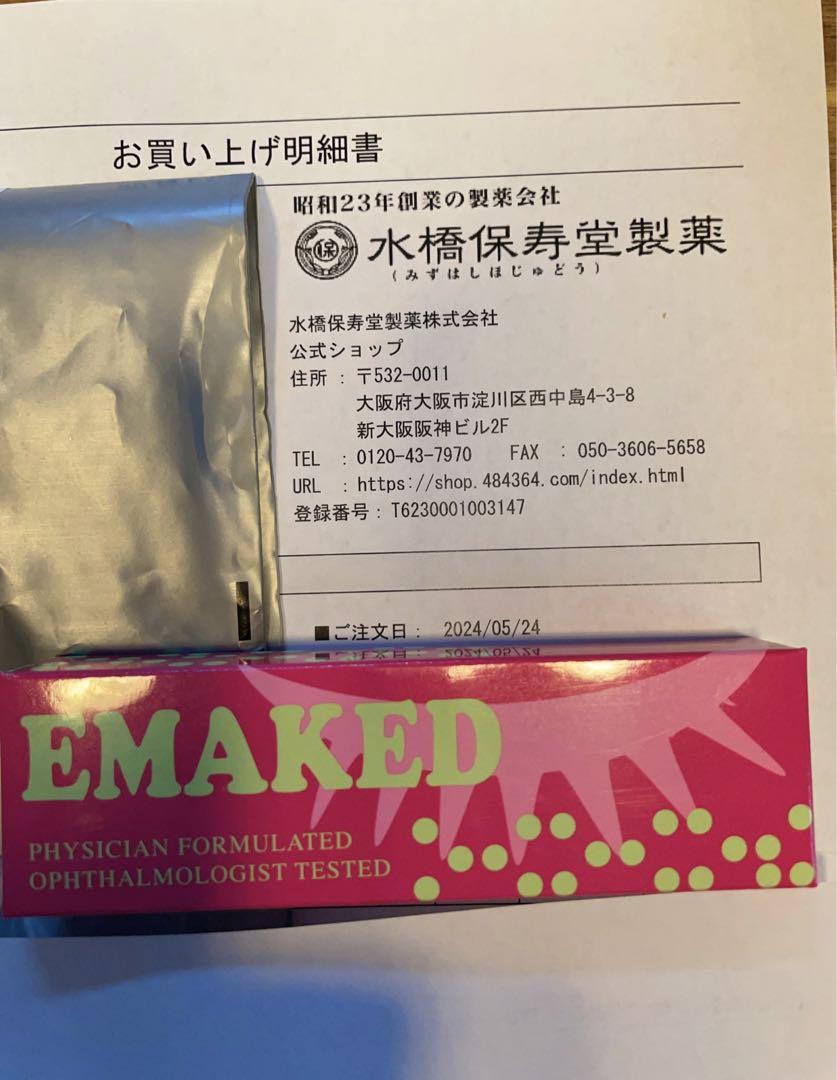 お買い上げ明細書
昭和23年創業の製薬会社
保
水橋保寿堂製薬
(みずはしほじゅどう)
水橋保寿堂製薬株式会社
公式ショップ
住所 : 〒532-0011
大阪府大阪市淀川区西中島4-3-8
新大阪阪神ビル2F
TEL : 0120-43-7970 FAX : 050-3606-5658
URL : https://shop.484364.com/index.html
登録番号 : T6230001003147
■ご注文日 : 2024/05/24
EMAKED
PHYSICIAN FORMULATED
OPHTHALMOLOGIST TESTED